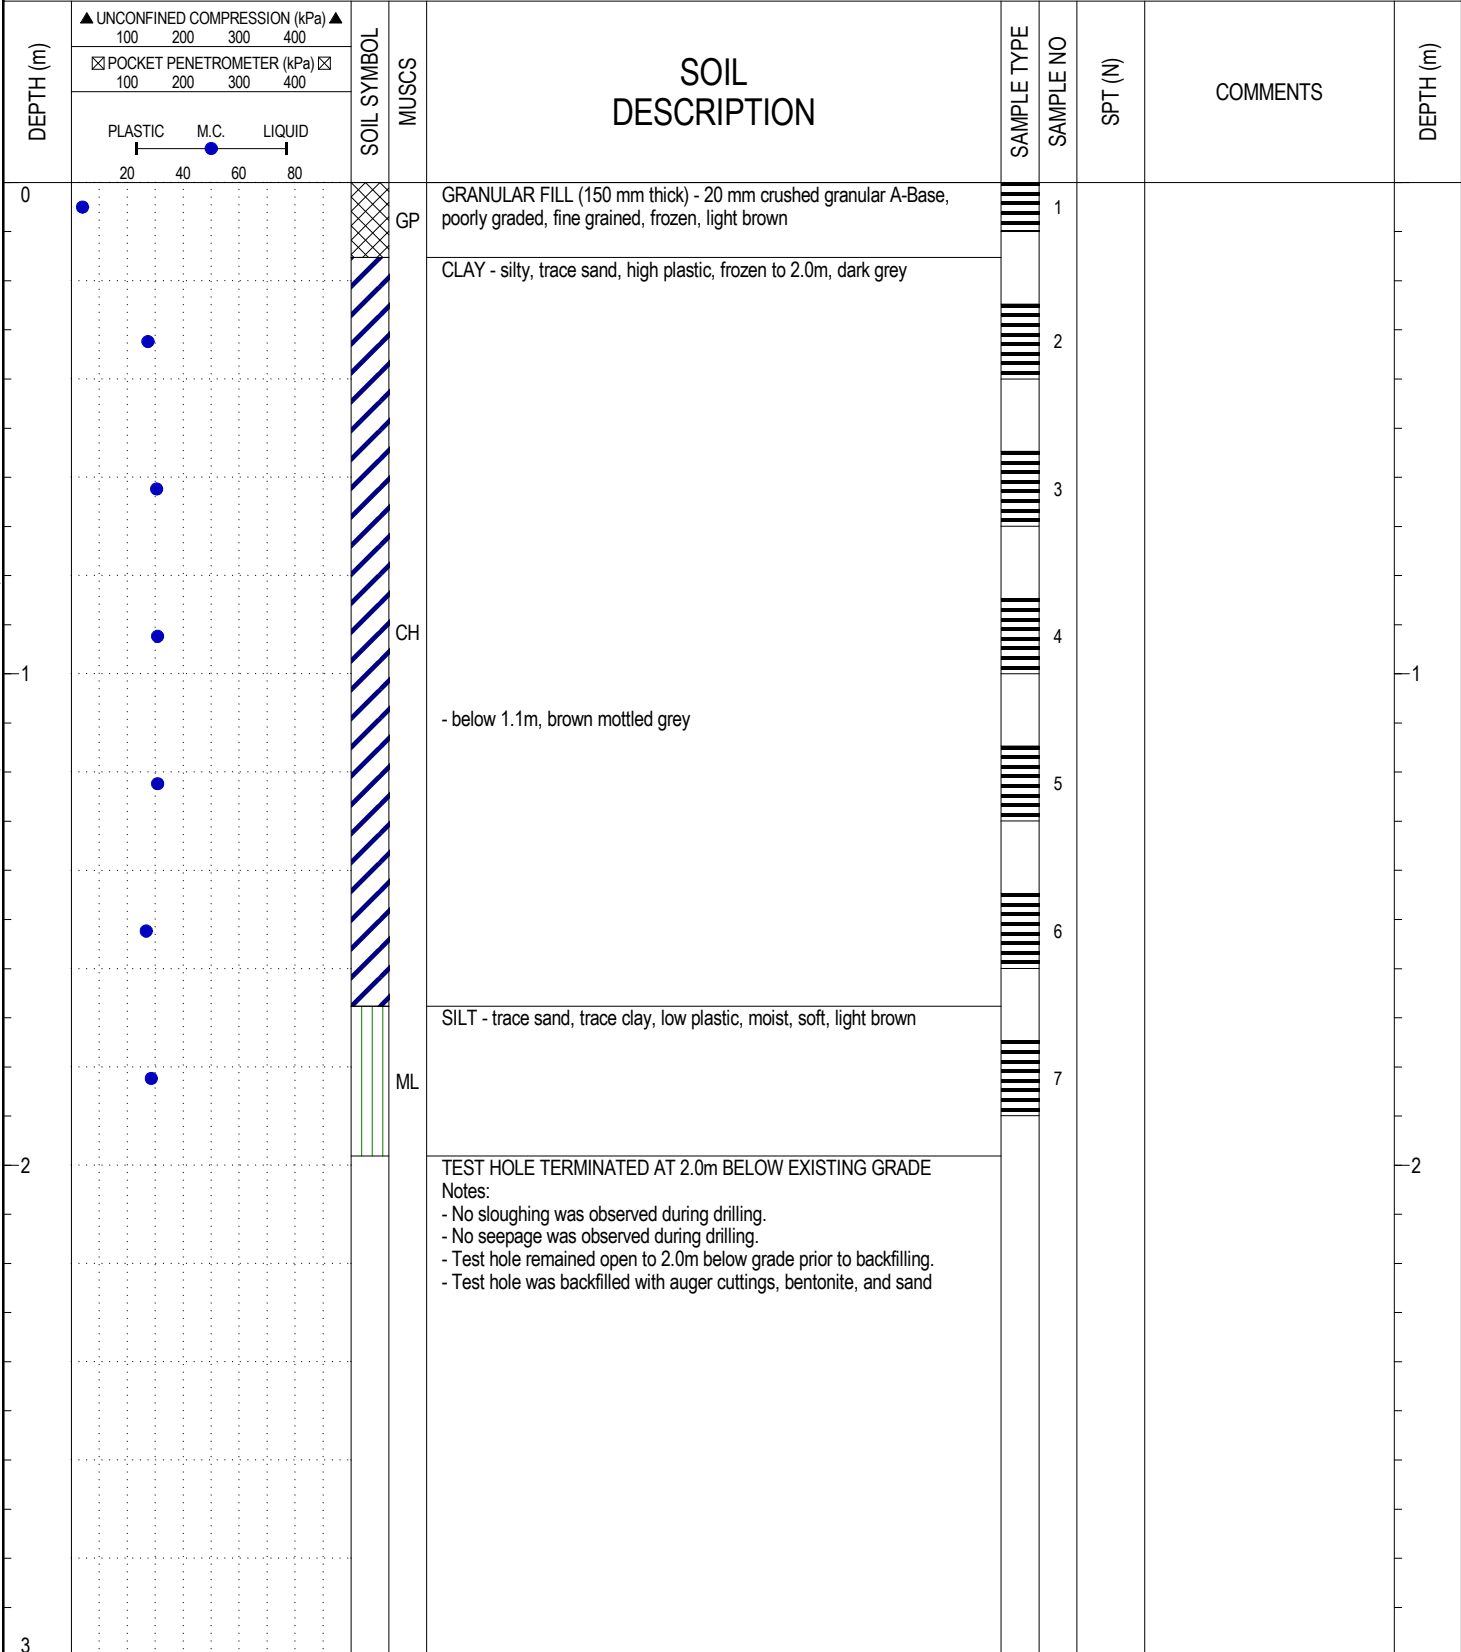 DEPTH (m)
▲ UNCONFINED COMPRESSION (kPa) ▲
100 200 300 400
☒ POCKET PENETROMETER (kPa) ☒
100 200 300 400
PLASTIC M.C. LIQUID
20 40 60 80
SOIL SYMBOL
MUSCS
SOIL
DESCRIPTION
SAMPLE TYPE
SAMPLE NO
SPT (N)
COMMENTS
DEPTH (m)
0
GP
GRANULAR FILL (150 mm thick) - 20 mm crushed granular A-Base,
poorly graded, fine grained, frozen, light brown
1
CLAY - silty, trace sand, high plastic, frozen to 2.0m, dark grey
2
3
CH
4
1
1
- below 1.1m, brown mottled grey
5
6
SILT - trace sand, trace clay, low plastic, moist, soft, light brown
ML
7
2
TEST HOLE TERMINATED AT 2.0m BELOW EXISTING GRADE
2
Notes:
- No sloughing was observed during drilling.
- No seepage was observed during drilling.
- Test hole remained open to 2.0m below grade prior to backfilling.
- Test hole was backfilled with auger cuttings, bentonite, and sand
3